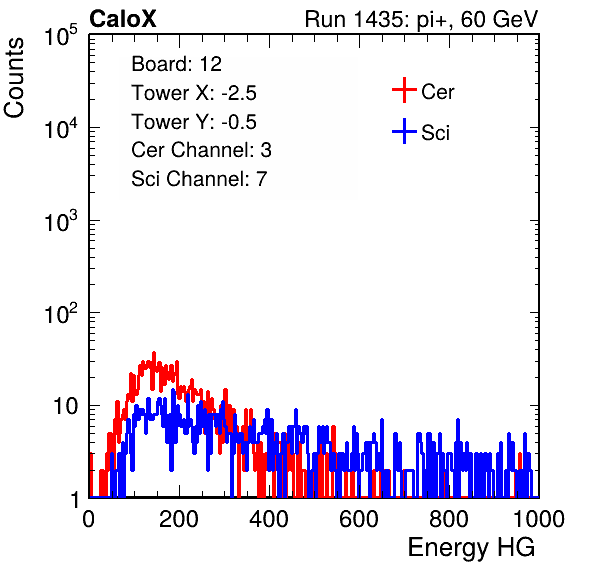 CaloX Run 1435: pi+, 60 GeV
Counts
10^5
10^4
10^3
10^2
10
1
Board: 12
Tower X: -2.5
Tower Y: -0.5
Cer Channel: 3
Sci Channel: 7
Cer
Sci
0 200 400 600 800 1000
Energy HG